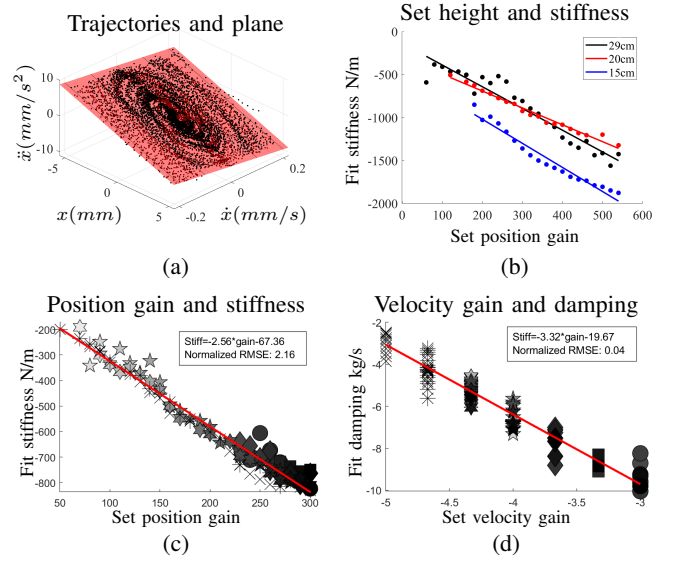 Trajectories and plane
10
0
-10
ẍ(mm/s²)
-5
0
5
x(mm)
-0.2
0
0.2
ẋ(mm/s)
(a)
Set height and stiffness
29cm
20cm
15cm
0
-500
-1000
-1500
-2000
Fit stiffness N/m
0 100 200 300 400 500 600
Set position gain
(b)
Position gain and stiffness
Stiff=-2.56*gain-67.36
Normalized RMSE: 2.16
-200
-300
-400
-500
-600
-700
-800
Fit stiffness N/m
50 100 150 200 250 300
Set position gain
(c)
Velocity gain and damping
Stiff=-3.32*gain-19.67
Normalized RMSE: 0.04
-2
-4
-6
-8
-10
Fit damping kg/s
-5 -4.5 -4 -3.5 -3
Set velocity gain
(d)